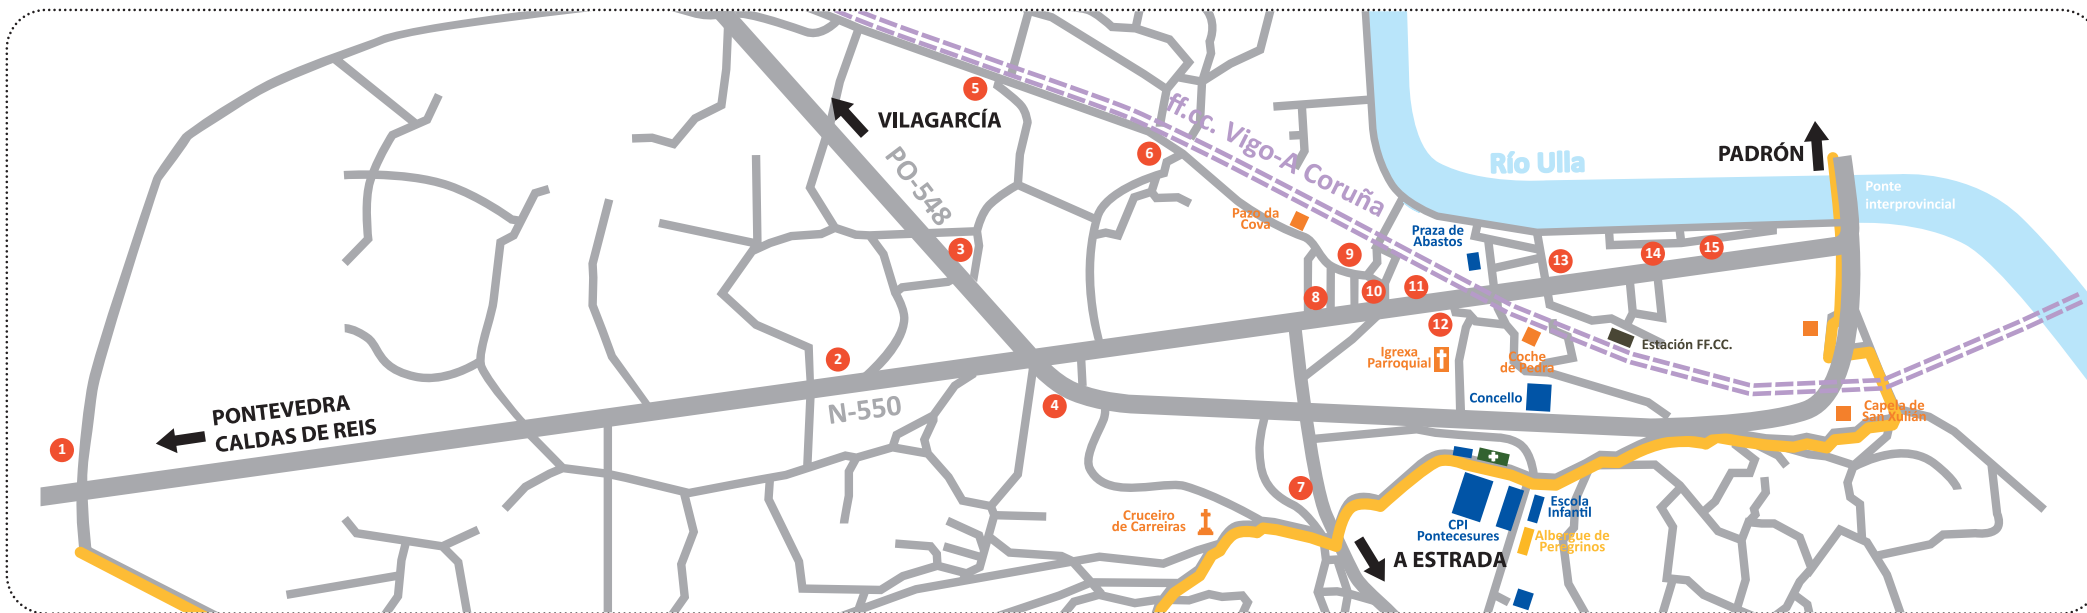 5
VILAGARCÍA
PO-548
6
ff.cc. Vigo-A Coruña
Río Ulla
PADRÓN
Ponte
interprovincial
Pazo da
Cova
Praza de
Abastos
3
9
13
14
15
8
10
11
12
2
Igrexa
Parroquial
Coche
de Pedra
Estación FF.CC.
Concello
N-550
4
PONTEVEDRA
CALDAS DE REIS
1
Capela de
San Xulián
7
Cruceiro
de Carreiras
CPI
Pontecesures
Escola
Infantil
Albergue de
Peregrinos
A ESTRADA